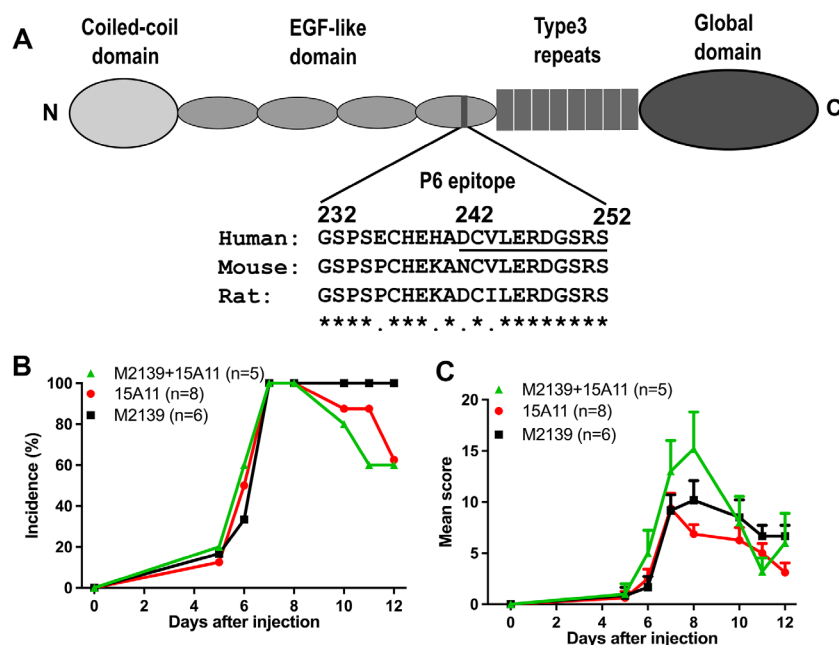 A
Coiled-coil domain
EGF-like domain
Type3 repeats
Global domain
N
C
P6 epitope
232 242 252
Human: GSPSECHEHADCVLERDGSRS
Mouse: GSPSECHEKANCVLERDGSRS
Rat: GSPSPCHEKADCILERDGSRS
****.***.*.*.********
B
M2139+15A11 (n=5)
15A11 (n=8)
M2139 (n=6)
Incidence (%)
100
80
60
40
20
0
0 2 4 6 8 10 12
Days after injection
C
M2139+15A11 (n=5)
15A11 (n=8)
M2139 (n=6)
Mean score
20
15
10
5
0
0 2 4 6 8 10 12
Days after injection